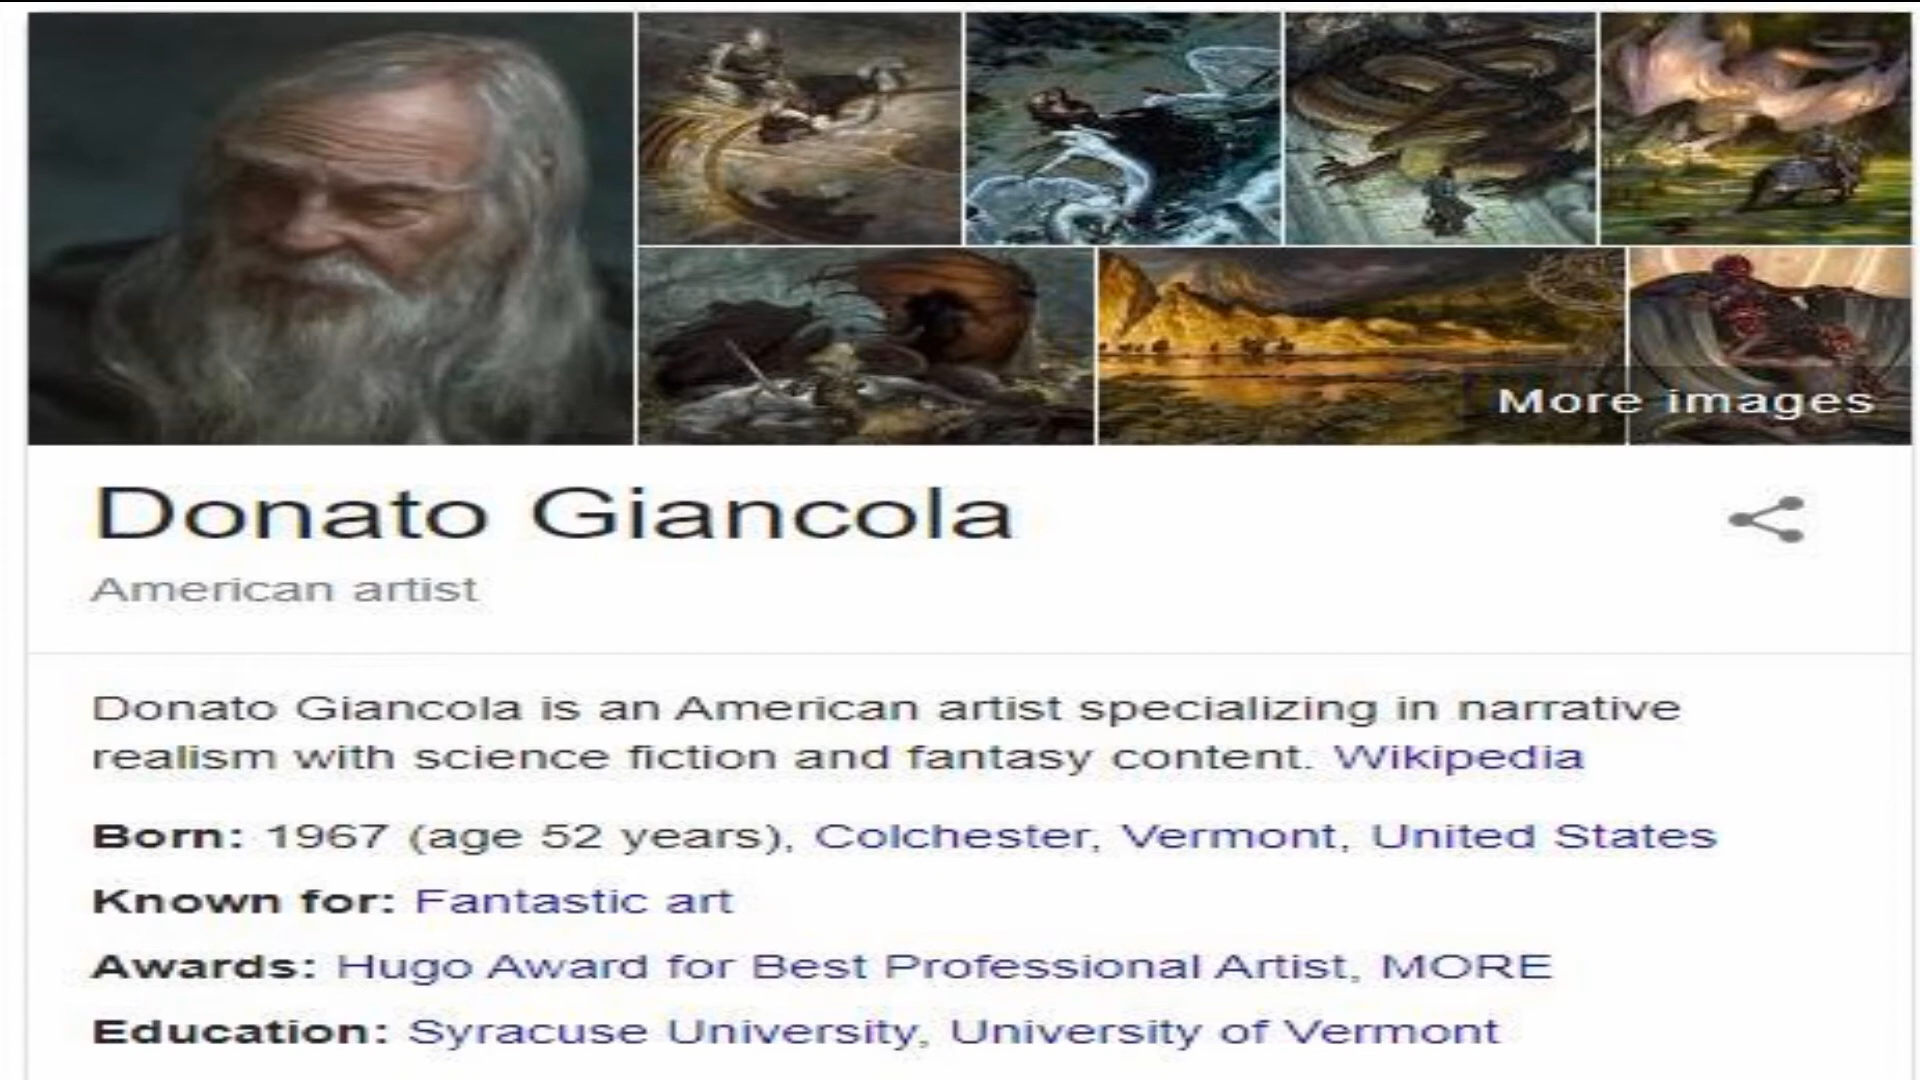 More images
Donato Giancola
American artist
Donato Giancola is an American artist specializing in narrative
realism with science fiction and fantasy content. Wikipedia
Born: 1967 (age 52 years), Colchester, Vermont, United States
Known for: Fantastic art
Awards: Hugo Award for Best Professional Artist, MORE
Education: Syracuse University, University of Vermont